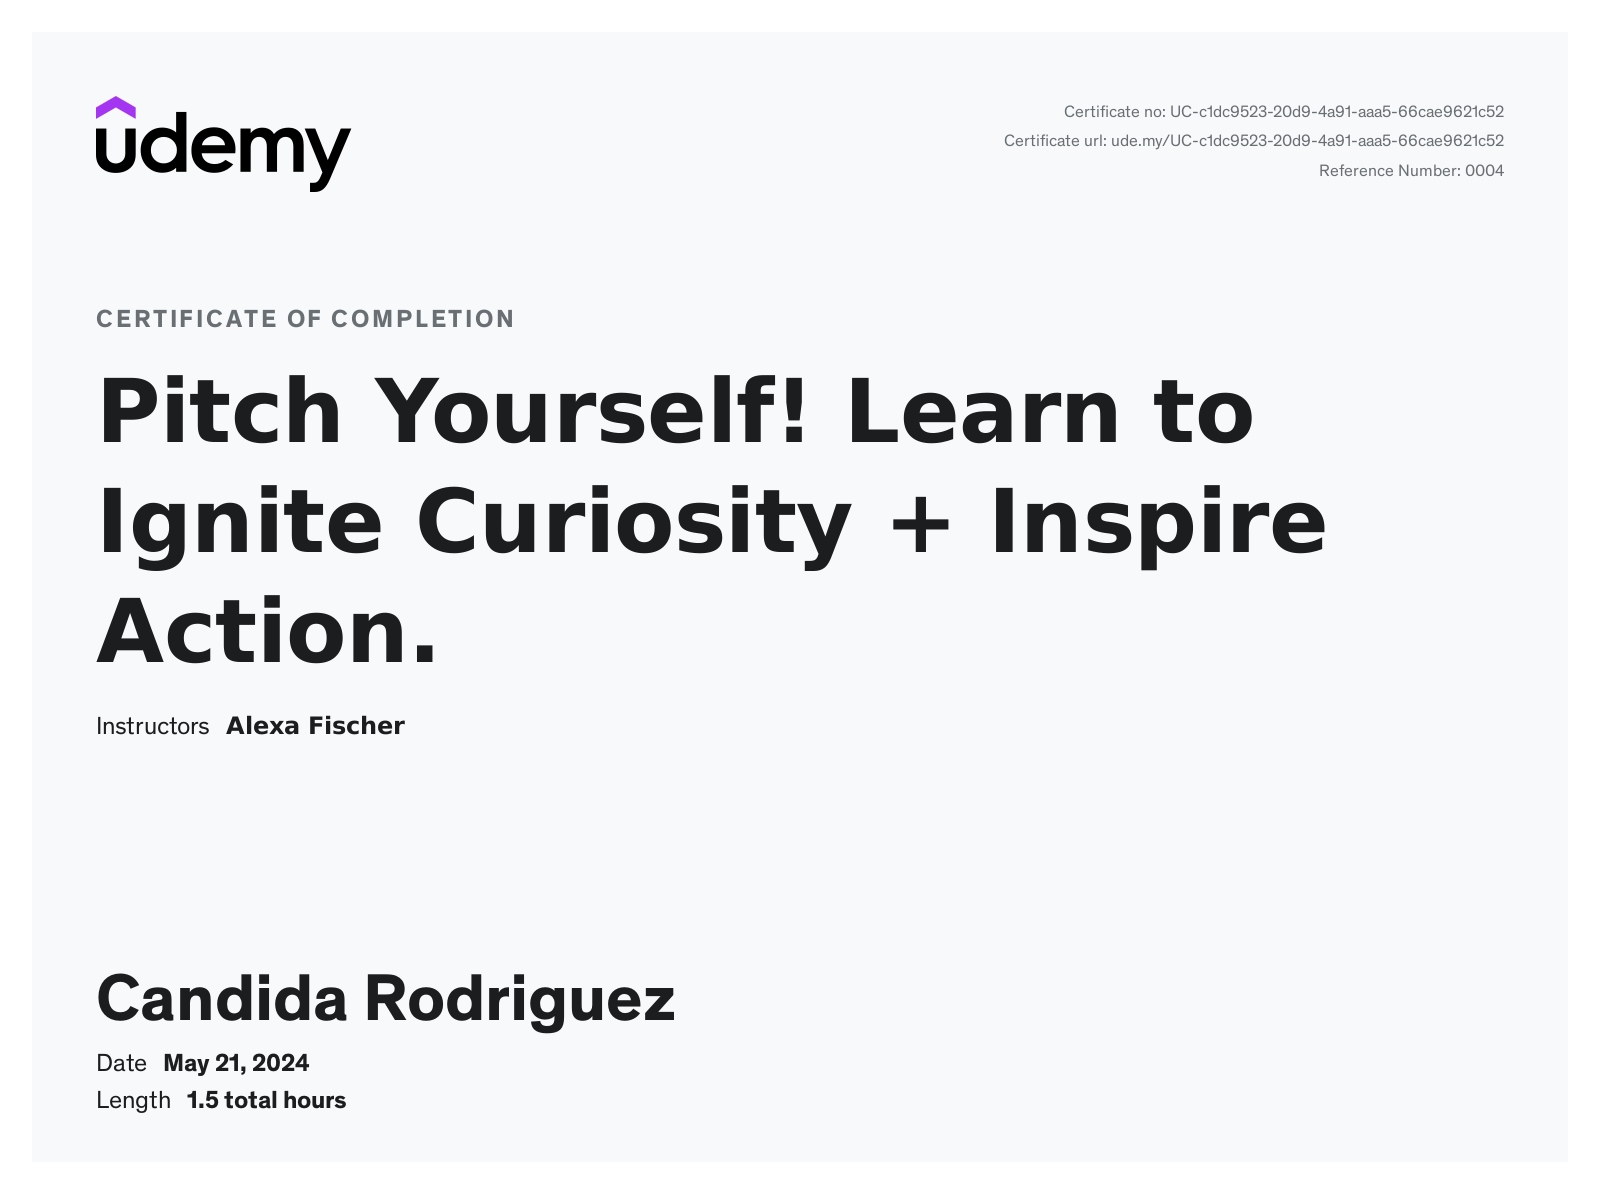 udemy
Certificate no: UC-c1dc9523-20d9-4a91-aaa5-66cae9621c52
Certificate url: ude.my/UC-c1dc9523-20d9-4a91-aaa5-66cae9621c52
Reference Number: 0004
CERTIFICATE OF COMPLETION
Pitch Yourself! Learn to
Ignite Curiosity + Inspire
Action.
Instructors Alexa Fischer
Candida Rodriguez
Date May 21, 2024
Length 1.5 total hours